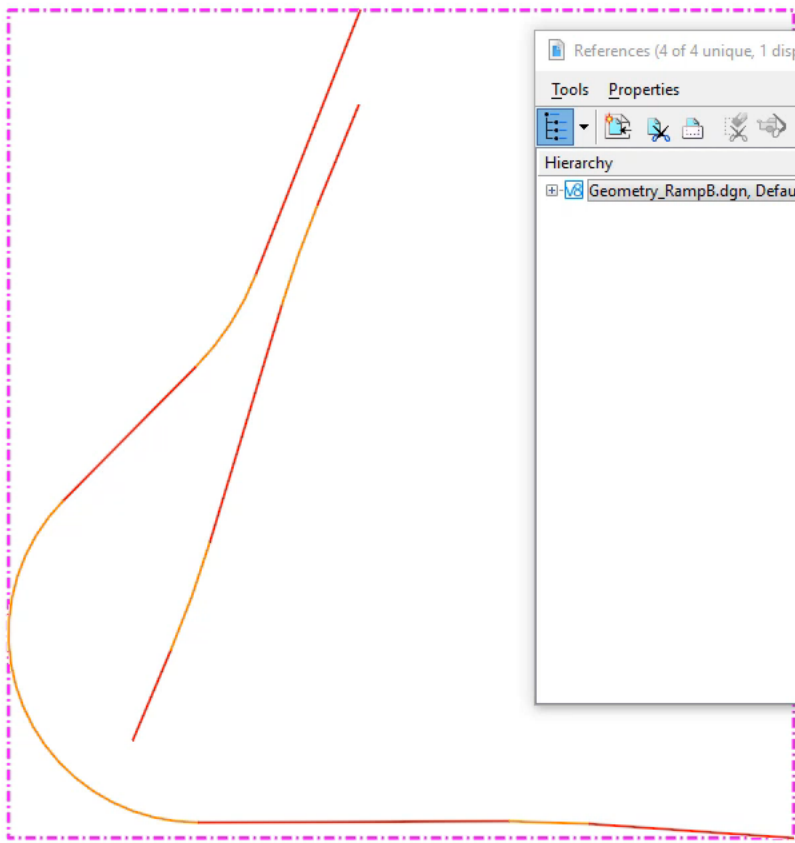 References (4 of 4 unique, 1 disp
Tools Properties
Hierarchy
V8 Geometry_RampB.dgn, Defau